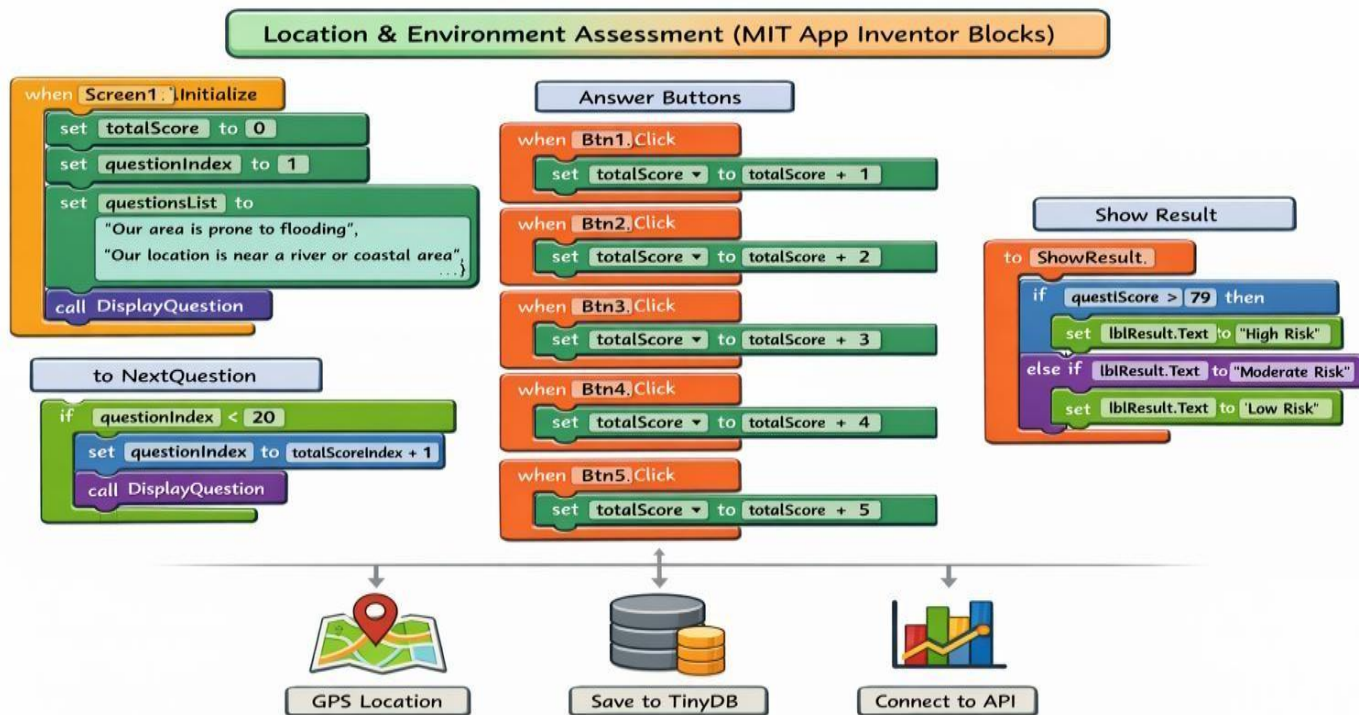 Location & Environment Assessment (MIT App Inventor Blocks)
when Screen1. .Initialize
set totalScore to 0
set questionIndex to 1
set questionsList to
"Our area is prone to flooding",
"Our location is near a river or coastal area",
...}
call DisplayQuestion
to NextQuestion
if questionIndex < 20
set questionIndex to totalScoreIndex + 1
call DisplayQuestion
Answer Buttons
when Btn1.Click
set totalScore ▾ to totalScore + 1
when Btn2.Click
set totalScore ▾ to totalScore + 2
when Btn3.Click
set totalScore ▾ to totalScore + 3
when Btn4.Click
set totalScore ▾ to totalScore + 4
when Btn5.Click
set totalScore ▾ to totalScore + 5
Show Result
to ShowResult.
if questlScore > 79 then
set lblResult.Text to "High Risk"
else if lblResult.Text to "Moderate Risk"
set lblResult.Text to 'Low Risk"
GPS Location
Save to TinyDB
Connect to API